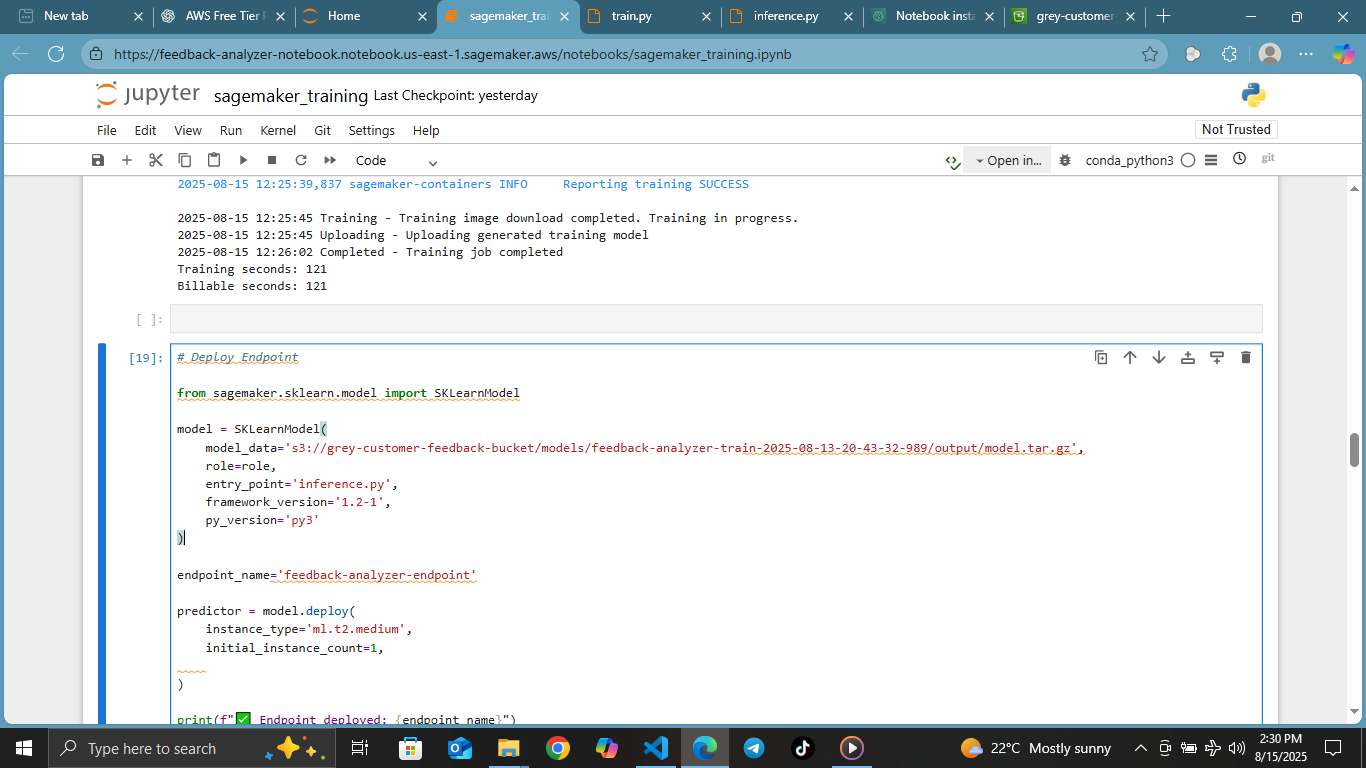 New tab
AWS Free Tier
Home
sagemaker_trai
train.py
inference.py
Notebook inst
grey-customer
https://feedback-analyzer-notebook.notebook.us-east-1.sagemaker.aws/notebooks/sagemaker_training.ipynb
jupyter sagemaker_training Last Checkpoint: yesterday
File Edit View Run Kernel Git Settings Help
Not Trusted
Code
Open in...
conda_python3
git
2025-08-15 12:25:39,837 sagemaker-containers INFO     Reporting training SUCCESS
2025-08-15 12:25:45 Training - Training image download completed. Training in progress.
2025-08-15 12:25:45 Uploading - Uploading generated training model
2025-08-15 12:26:02 Completed - Training job completed
Training seconds: 121
Billable seconds: 121
[ ]:
[19]:
# Deploy Endpoint
from sagemaker.sklearn.model import SKLearnModel
model = SKLearnModel(
    model_data='s3://grey-customer-feedback-bucket/models/feedback-analyzer-train-2025-08-13-20-43-32-989/output/model.tar.gz',
    role=role,
    entry_point='inference.py',
    framework_version='1.2-1',
    py_version='py3'
)
endpoint_name='feedback-analyzer-endpoint'
predictor = model.deploy(
    instance_type='ml.t2.medium',
    initial_instance_count=1,
)
print(f"✅ Endpoint deployed: {endpoint_name}")
Type here to search
22°C Mostly sunny
2:30 PM
8/15/2025